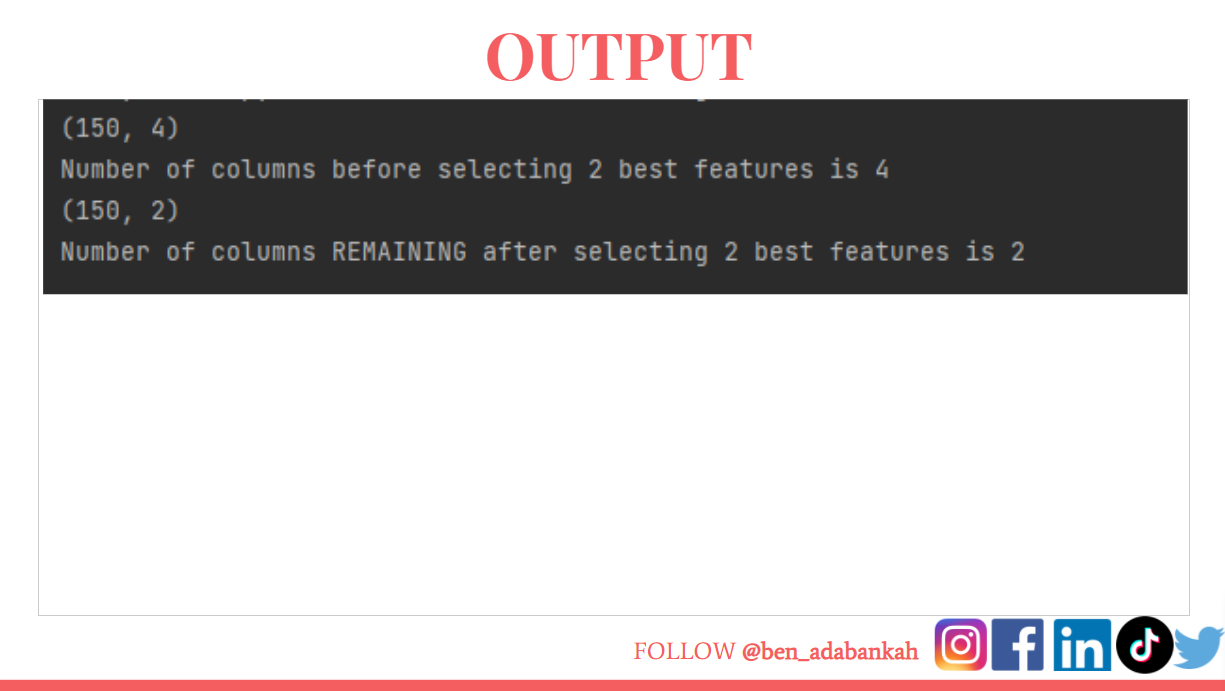 OUTPUT
(150, 4)
Number of columns before selecting 2 best features is 4
(150, 2)
Number of columns REMAINING after selecting 2 best features is 2
FOLLOW @ben_adabankah